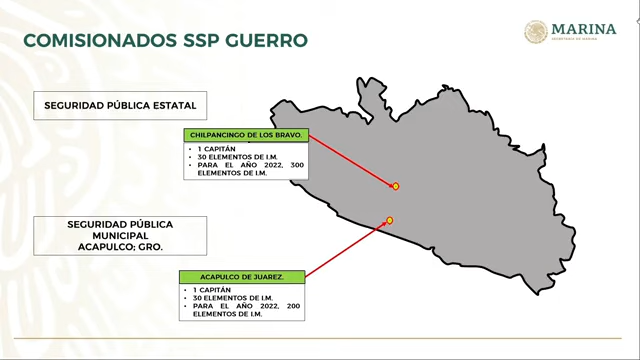 COMISIONADOS SSP GUERRO
MARINA
SECRETARÍA DE MARINA
SEGURIDAD PÚBLICA ESTATAL
CHILPANCINGO DE LOS BRAVO.
• 1 CAPITÁN
• 30 ELEMENTOS DE I.M.
• PARA EL AÑO 2022, 300
ELEMENTOS DE I.M.
SEGURIDAD PÚBLICA
MUNICIPAL
ACAPULCO; GRO.
ACAPULCO DE JUAREZ.
• 1 CAPITÁN
• 30 ELEMENTOS DE I.M.
• PARA EL AÑO 2022, 200
ELEMENTOS DE I.M.